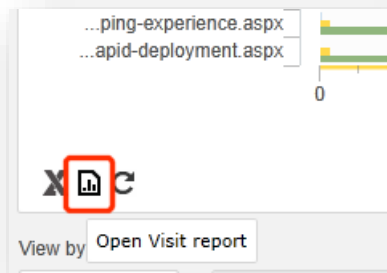 ...ping-experience.aspx
...apid-deployment.aspx
0
View by
Open Visit report